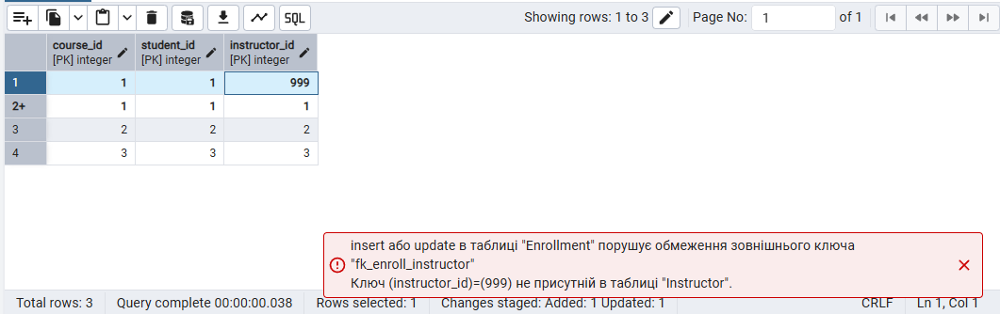 SQL Showing rows: 1 to 3 Page No: 1 of 1
course_id student_id instructor_id
[PK] integer [PK] integer [PK] integer
1 1 1 999
2+ 1 1 1
3 2 2 2
4 3 3 3
insert або update в таблиці "Enrollment" порушує обмеження зовнішнього ключа
"fk_enroll_instructor"
Ключ (instructor_id)=(999) не присутній в таблиці "Instructor".
Total rows: 3 Query complete 00:00:00.038 Rows selected: 1 Changes staged: Added: 1 Updated: 1 CRLF Ln 1, Col 1